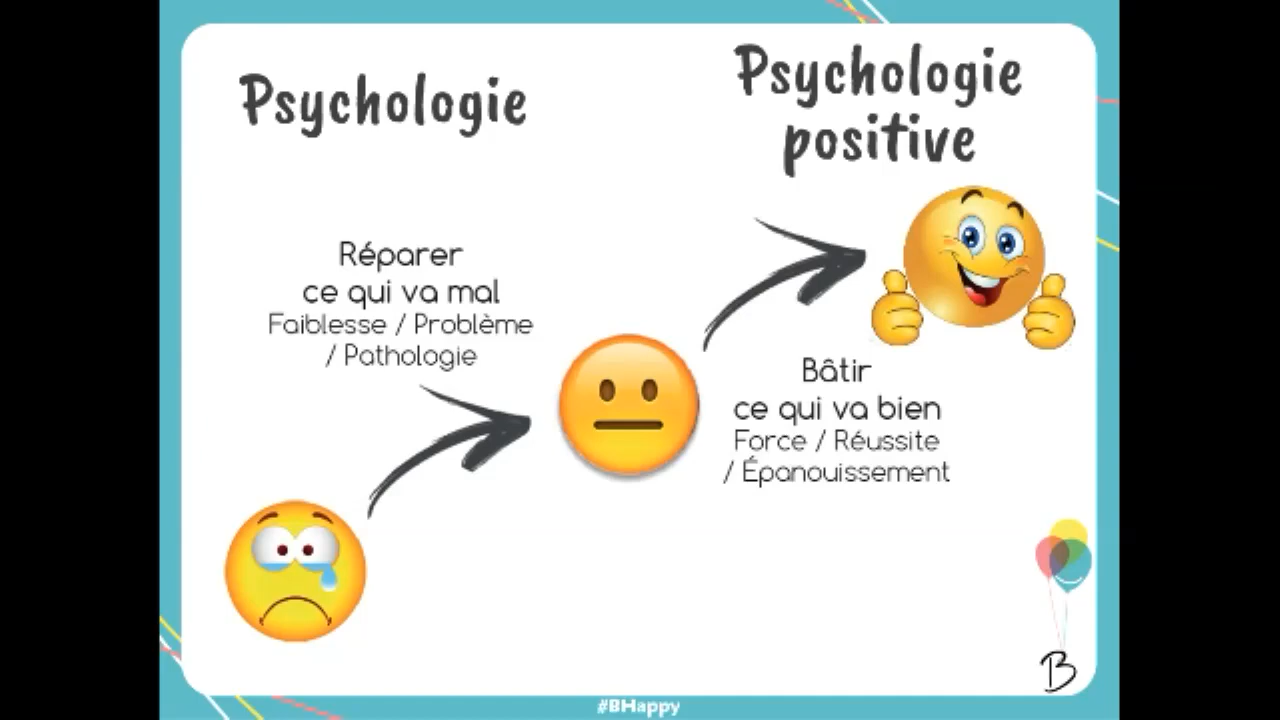 Psychologie
Réparer
ce qui va mal
Faiblesse / Problème
/ Pathologie
Psychologie
positive
Bâtir
ce qui va bien
Force / Réussite
/ Épanouissement
B
#BHappy